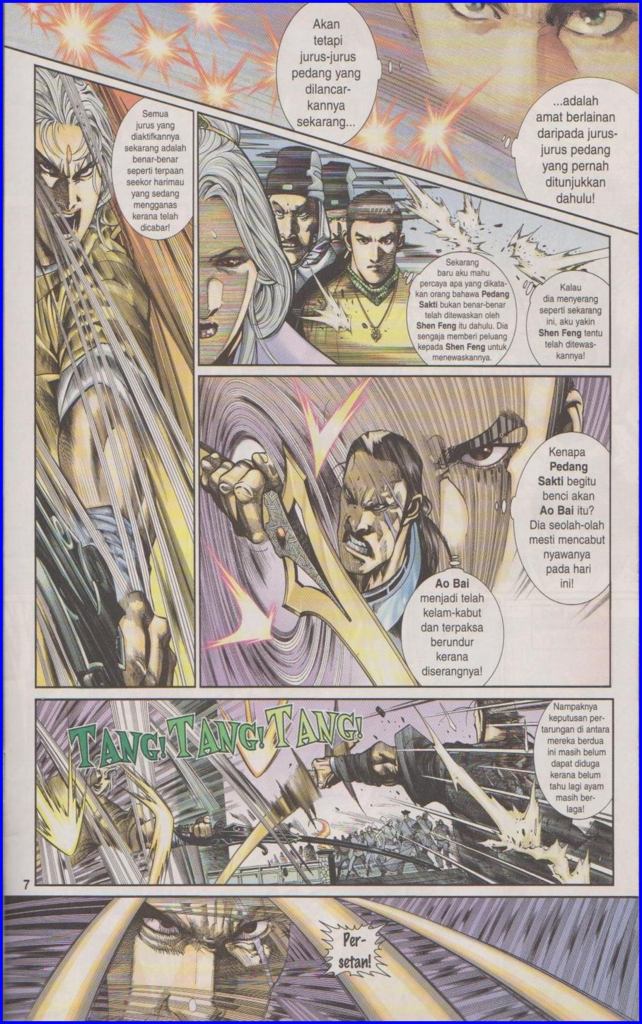 Akan
tetapi
jurus-jurus
pedang yang
dilancar-
kannya
sekarang...
...adalah
amat berlainan
daripada jurus-
jurus pedang
yang pernah
ditunjukkan
dahulu!
Semua
jurus yang
diaktifkannya
sekarang adalah
benar-benar
seperti terpaan
seekor harimau
yang sedang
mengganas
kerana telah
dicabar!
Sekarang
baru aku mahu
percaya apa yang dikata-
kan orang bahawa Pedang
Sakti bukan benar-benar
telah ditewaskan oleh
Shen Feng itu dahulu. Dia
sengaja memberi peluang
kepada Shen Feng untuk
menewaskannya.
Kalau
dia menyerang
seperti sekarang
ini, aku yakin
Shen Feng tentu
telah ditewas-
kannya!
Kenapa
Pedang
Sakti begitu
benci akan
Ao Bai itu?
Dia seolah-olah
mesti mencabut
nyawanya
pada hari
ini!
Ao Bai
menjadi telah
kelam-kabut
dan terpaksa
berundur
kerana
diserangnya!
TANG! TANG! TANG!
Nampaknya
keputusan per-
tarungan di antara
mereka berdua
ini masih belum
dapat diduga
kerana belum
tahu lagi ayam
masih ber-
laga!
7
Per-
setan!